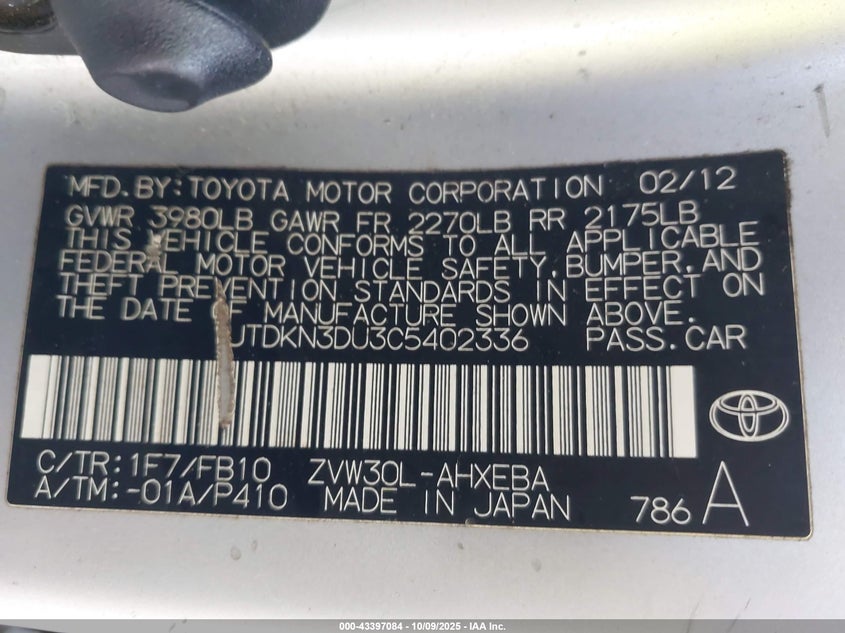 MFD. BY: TOYOTA MOTOR CORPORATION 02/12
GVWR 3980LB GAWR FR 2270LB RR 2175LB
THIS VEHICLE CONFORMS TO ALL APPLICABLE
FEDERAL MOTOR VEHICLE SAFETY, BUMPER, AND
THEFT PREVENTION STANDARDS IN EFFECT ON
THE DATE OF MANUFACTURE SHOWN ABOVE.
JTDKN3DU3C5402336 PASS.CAR
C/TR:1F7/FB10 ZVW30L-AHXEBA
A/TM:-01A/P410 MADE IN JAPAN 786 A
000-43397084 - 10/09/2025 - IAA Inc.